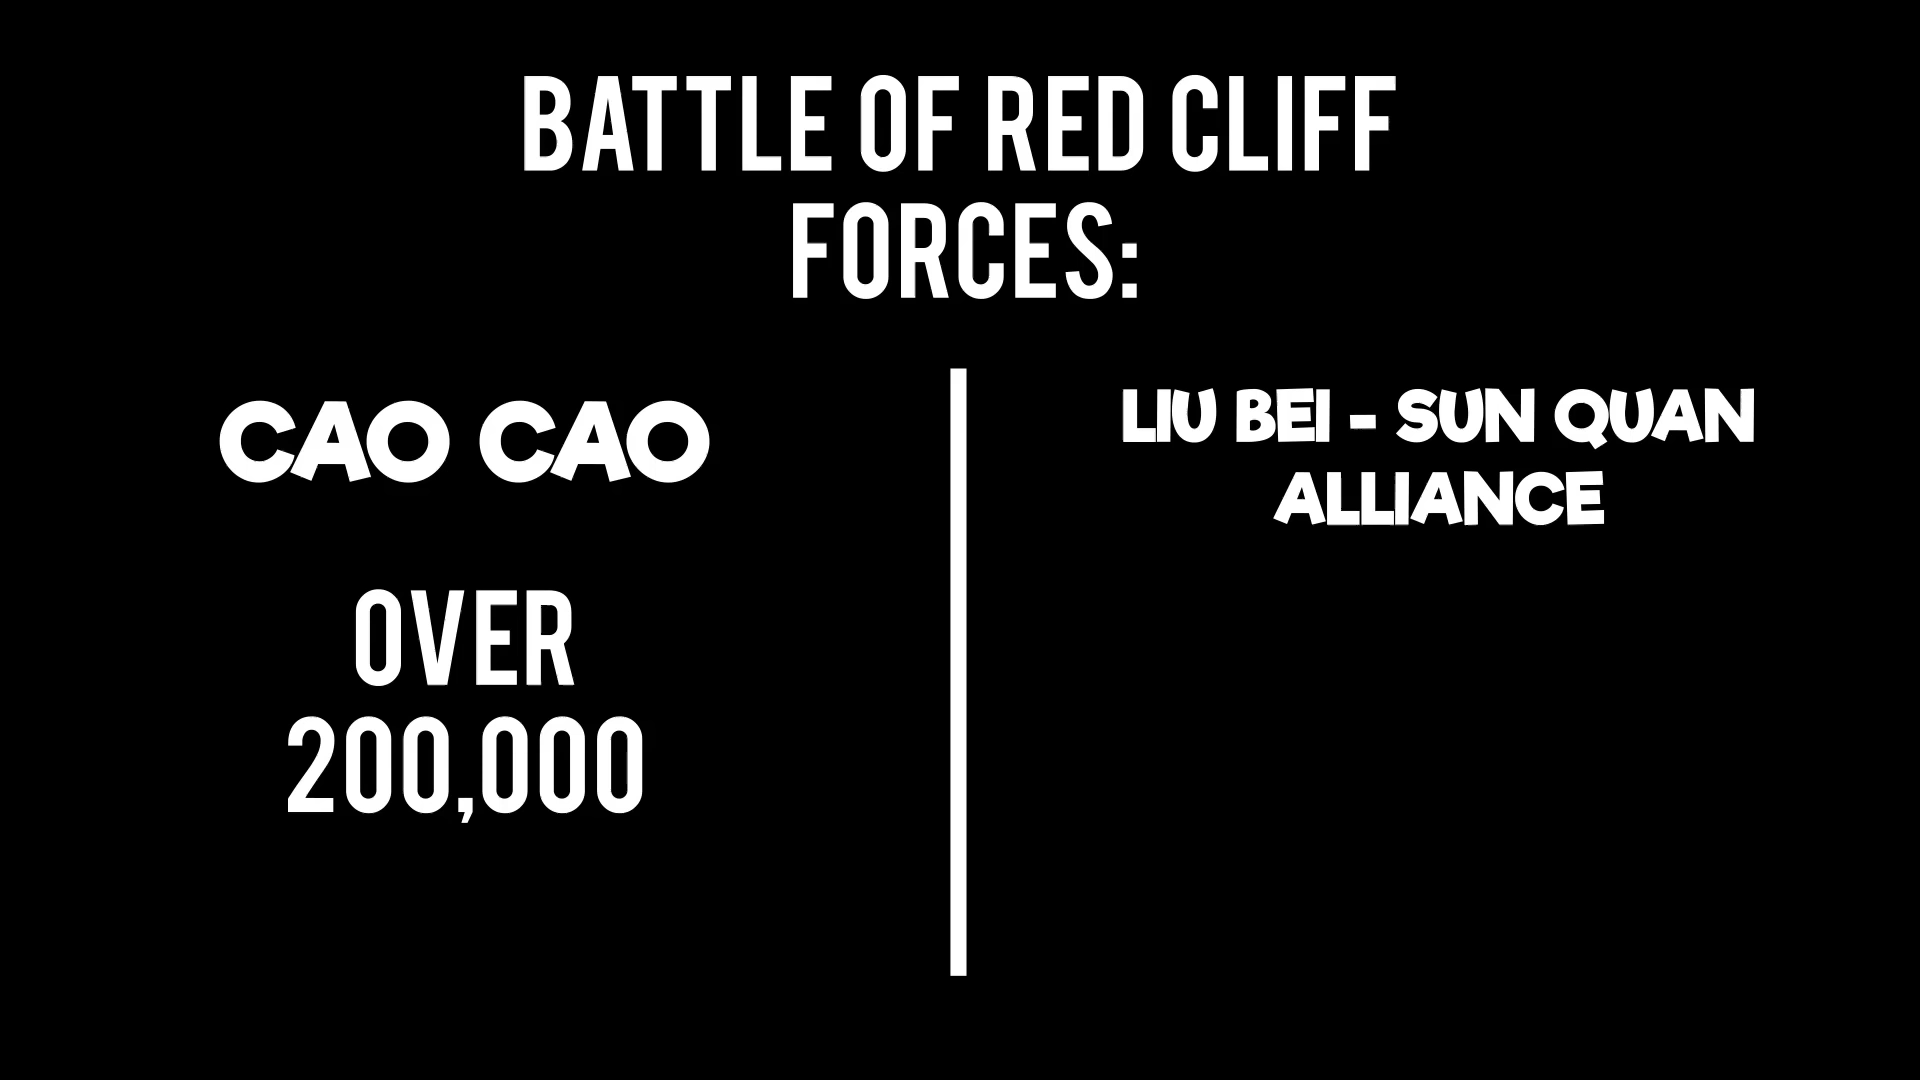 BATTLE OF RED CLIFF
FORCES:
CAO CAO
OVER
200,000
LIU BEI - SUN QUAN
ALLIANCE